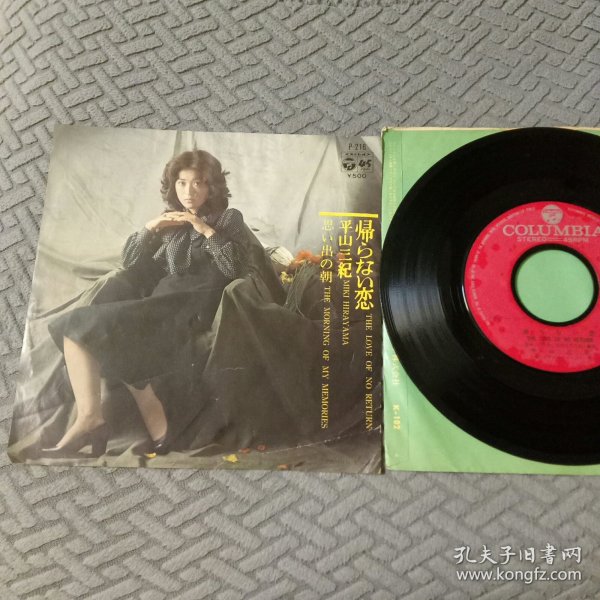 P-216
45
¥500
帰らない恋
THE LOVE OF NO RETURN
平山三紀
MIKI HIRAYAMA
思い出の朝
THE MORNING OF MY MEMORIES
COLUMBIA
STEREO 45RPM
THE LOVE OF NO RETURN
K-102
孔夫子旧书网
www.kongfz.com